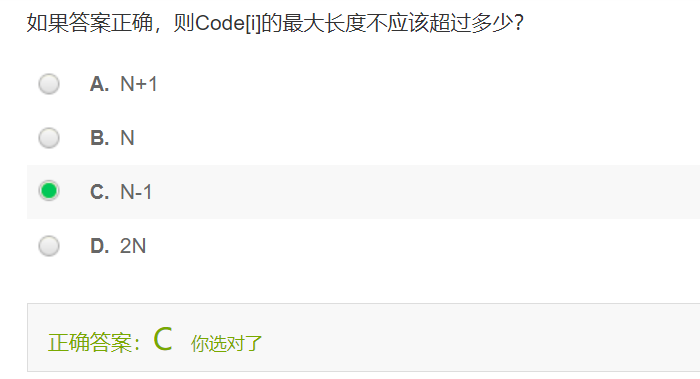 如果答案正确，则Code[i]的最大长度不应该超过多少?
A. N+1
B. N
C. N-1
D. 2N
正确答案：C 你选对了